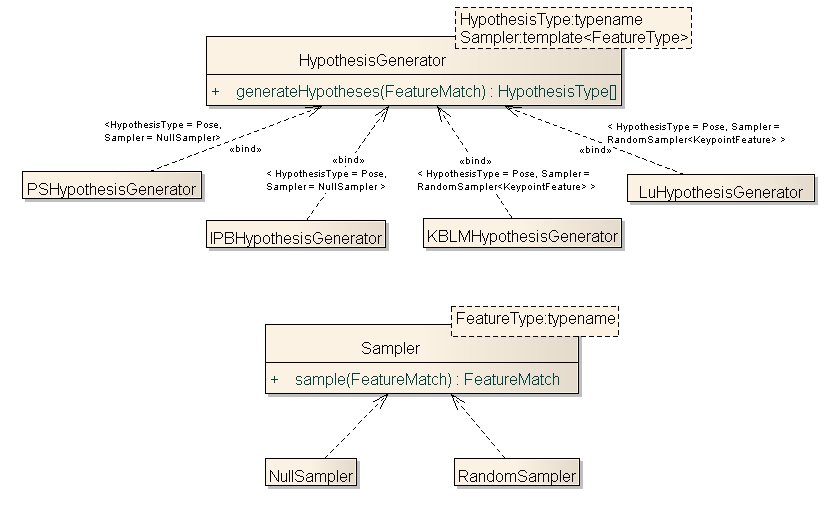 HypothesisType:typename
Sampler:template<FeatureType>
HypothesisGenerator
+ generateHypotheses(FeatureMatch) : HypothesisType[]
<HypothesisType = Pose,
Sampler = NullSampler>
«bind»
«bind»
< HypothesisType = Pose,
Sampler = NullSampler >
«bind»
< HypothesisType = Pose, Sampler =
RandomSampler<KeypointFeature> >
< HypothesisType = Pose, Sampler =
RandomSampler<KeypointFeature> >
«bind»
PSHypothesisGenerator
IPBHypothesisGenerator
KBLMHypothesisGenerator
LuHypothesisGenerator
FeatureType:typename
Sampler
+ sample(FeatureMatch) : FeatureMatch
NullSampler
RandomSampler